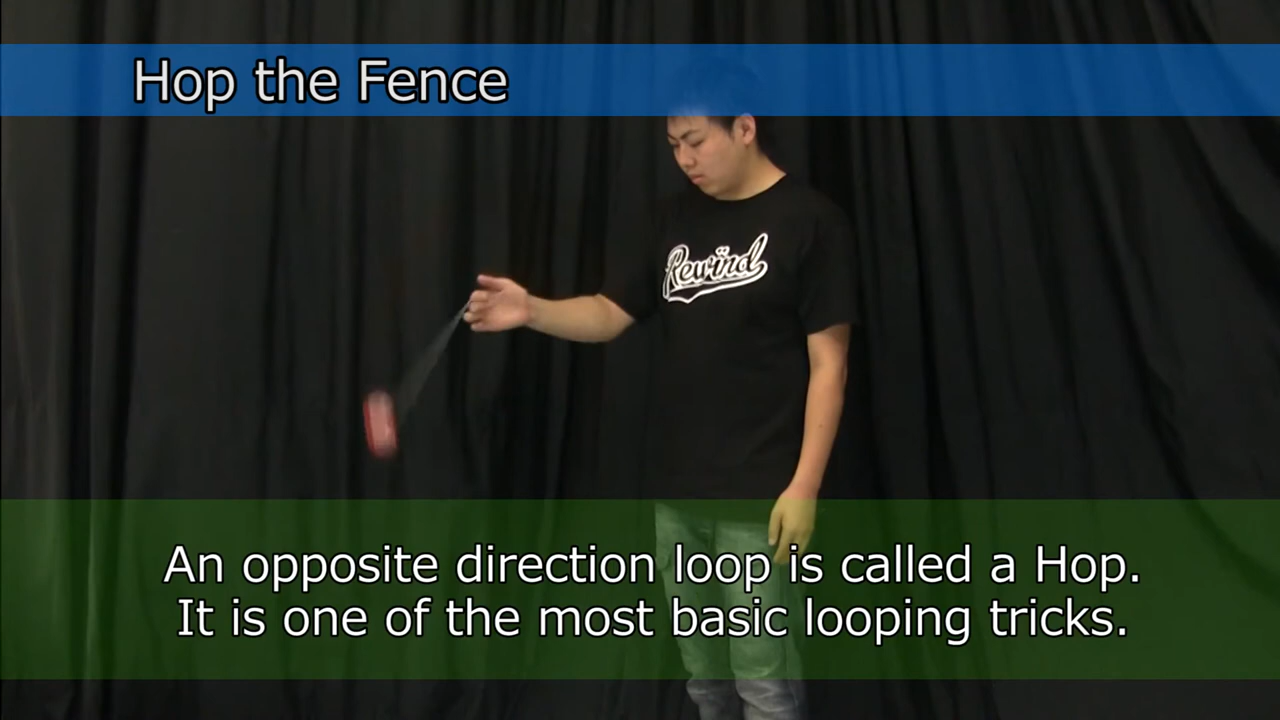 Hop the Fence
Rewind
An opposite direction loop is called a Hop.
It is one of the most basic looping tricks.